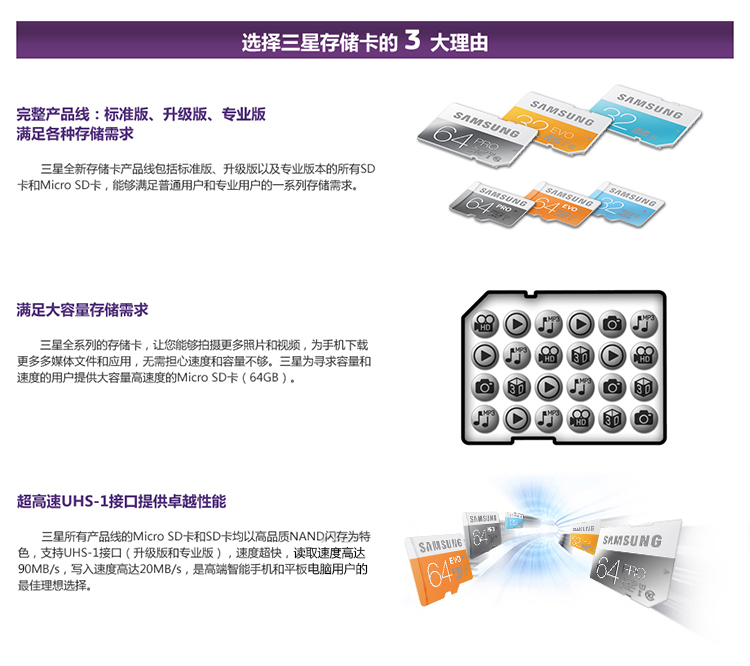 选择三星存储卡的 3 大理由
完整产品线：标准版、升级版、专业版
满足各种存储需求
三星全新存储卡产品线包括标准版、升级版以及专业版本的所有SD
卡和Micro SD卡，能够满足普通用户和专业用户的一系列存储需求。
SAMSUNG
64 PRO
SAMSUNG
32 EVO
SAMSUNG
32
SAMSUNG
64 PRO
SAMSUNG
64 EVO
SAMSUNG
32
满足大容量存储需求
三星全系列的存储卡，让您能够拍摄更多照片和视频，为手机下载
更多多媒体文件和应用，无需担心速度和容量不够。三星为寻求容量和
速度的用户提供大容量高速度的Micro SD卡（64GB）。
HD MP3 MP3
MP3 HD 3D HD
3D MP3
MP3 MP3 HD 3D
超高速UHS-1接口提供卓越性能
三星所有产品线的Micro SD卡和SD卡均以高品质NAND闪存为特
色，支持UHS-1接口（升级版和专业版），速度超快，读取速度高达
90MB/s，写入速度高达20MB/s，是高端智能手机和平板电脑用户的
最佳理想选择。
SAMSUNG
64 EVO
SAMSUNG
64
SAMSUNG
64 PRO